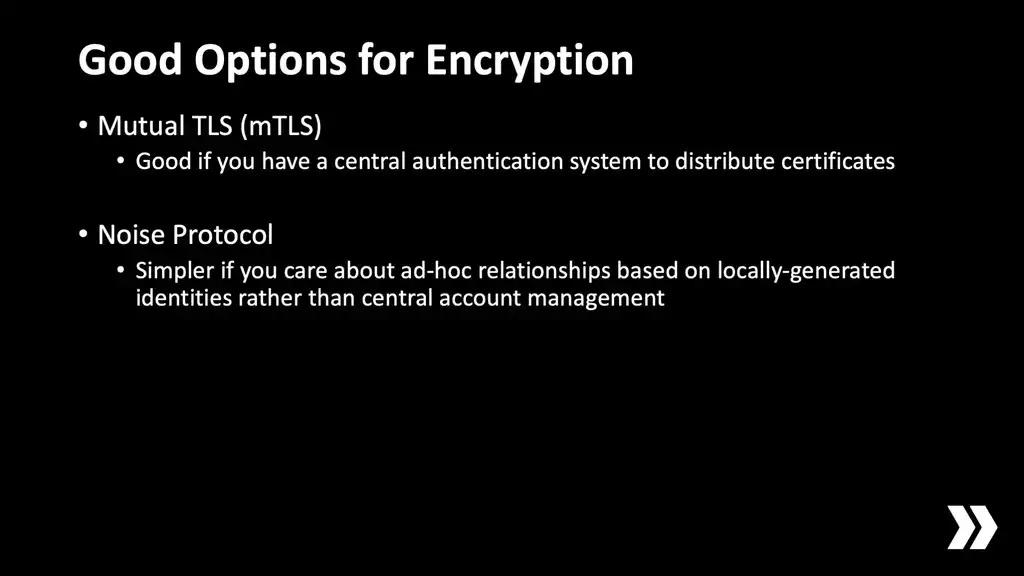 Good Options for Encryption
• Mutual TLS (mTLS)
• Good if you have a central authentication system to distribute certificates
• Noise Protocol
• Simpler if you care about ad-hoc relationships based on locally-generated
identities rather than central account management